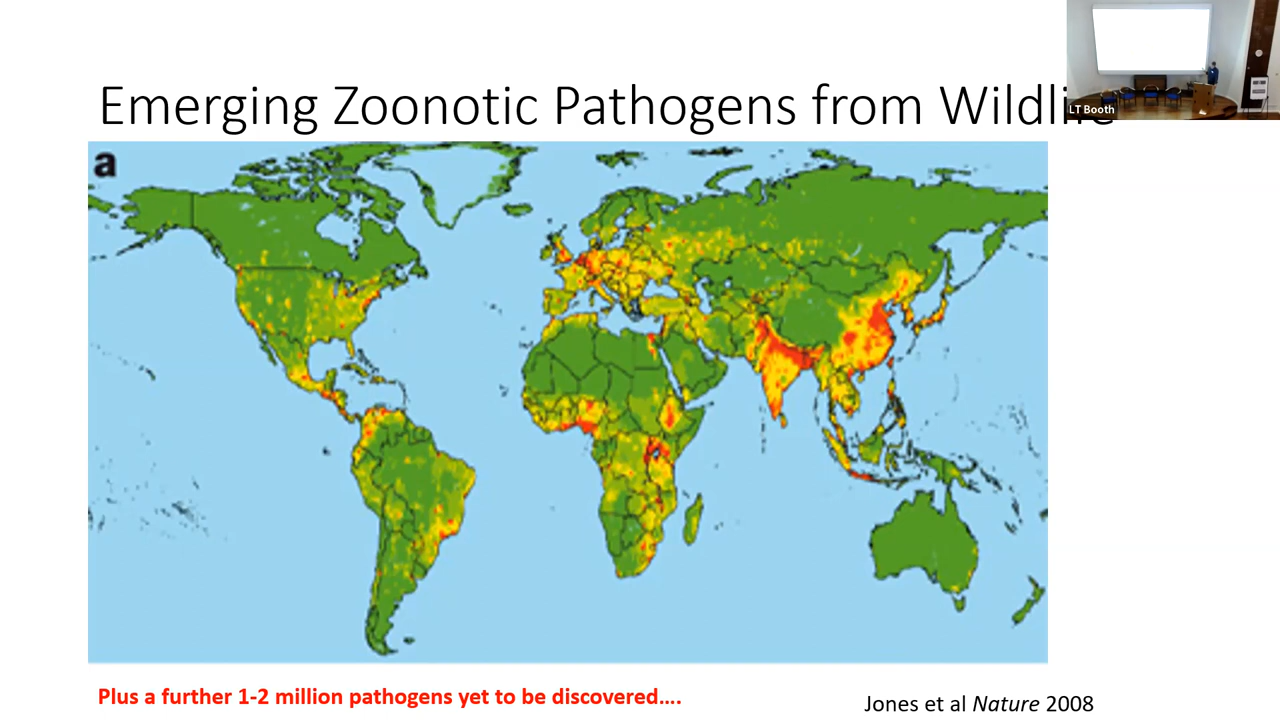 Emerging Zoonotic Pathogens from Wildlife
LT Booth
a
Plus a further 1-2 million pathogens yet to be discovered....
Jones et al Nature 2008